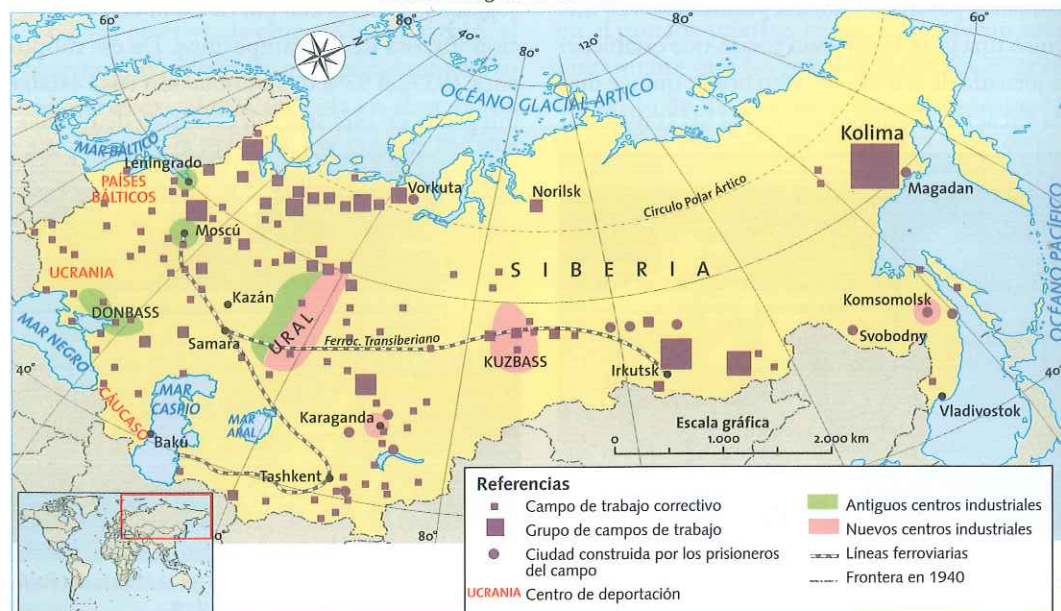 60°
80°
40°
80°
120°
60°
OCÉANO GLACIAL ÁRTICO
MAR BÁLTICO
Leningrado
PAÍSES
BÁLTICOS
Vorkuta
Norilsk
Círculo Polar Ártico
Kolima
Magadan
OCÉANO PACÍFICO
Moscú
UCRANIA
SIBERIA
DONBASS
Kazán
Samara
URAL
Ferroc. Transiberiano
KUZBASS
Komsomolsk
Svobodny
Irkutsk
Vladivostok
40°
MAR NEGRO
40°
CÁUCASO
MAR
CASPIO
MAR
ARAL
Karaganda
Bakú
Tashkent
Escala gráfica
0 1.000 2.000 km
80°
Referencias
Campo de trabajo correctivo
Grupo de campos de trabajo
Ciudad construida por los prisioneros
del campo
UCRANIA Centro de deportación
Antiguos centros industriales
Nuevos centros industriales
Líneas ferroviarias
Frontera en 1940